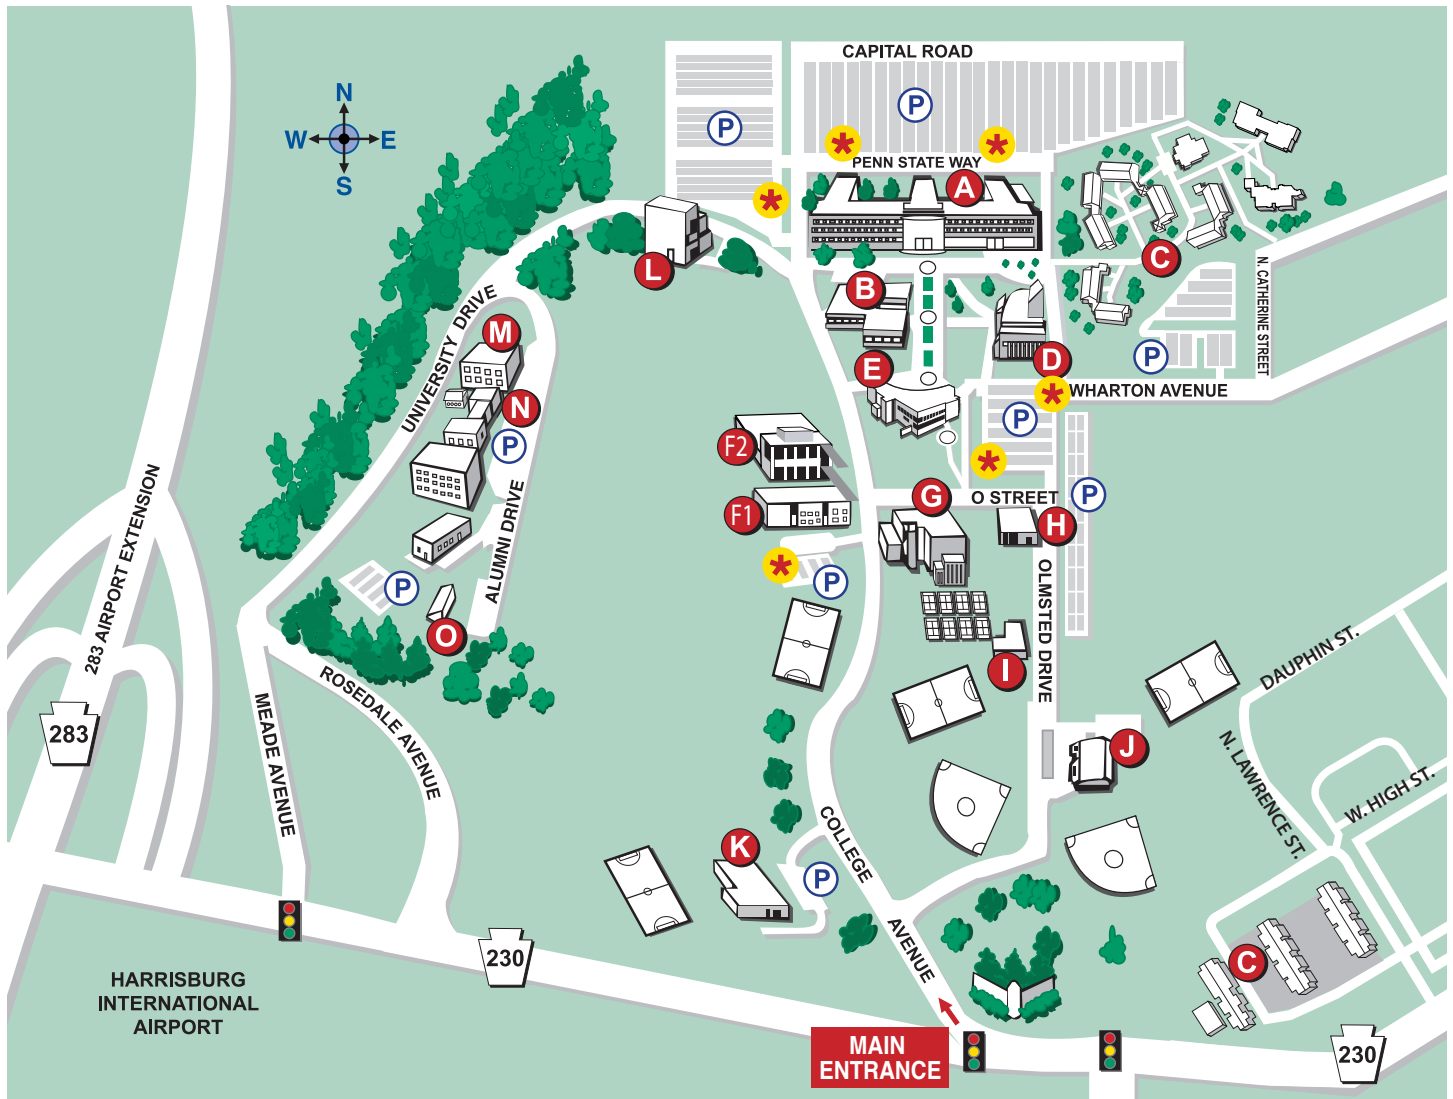 CAPITAL ROAD
P
P
N
W
E
S
*
*
PENN STATE WAY
A
*
L
C
B
N. CATHERINE STREET
UNIVERSITY DRIVE
M
D
P
E
WHARTON AVENUE
*
N
P
P
F2
*
G
O STREET
P
F1
H
283 AIRPORT EXTENSION
ALUMNI DRIVE
*
P
P
OLMSTED DRIVE
O
I
DAUPHIN ST.
ROSEDALE AVENUE
MEADE AVENUE
283
J
N. LAWRENCE ST.
W. HIGH ST.
COLLEGE
AVENUE
K
P
230
C
HARRISBURG
INTERNATIONAL
AIRPORT
MAIN
ENTRANCE
230